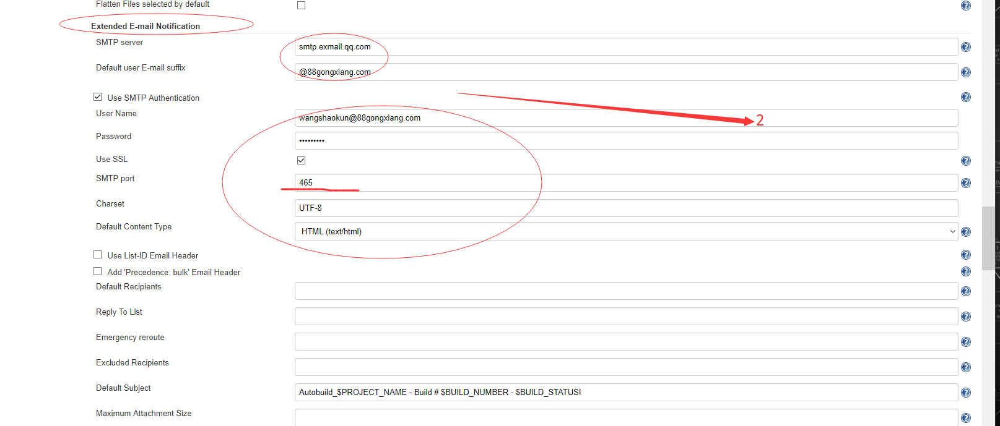 Flatten Files selected by default
Extended E-mail Notification
SMTP server
smtp.exmail.qq.com
Default user E-mail suffix
@88gongxiang.com
Use SMTP Authentication
User Name
wangshaokun@88gongxiang.com
2
Password
•••••••••
Use SSL
SMTP port
465
Charset
UTF-8
Default Content Type
HTML (text/html)
Use List-ID Email Header
Add 'Precedence: bulk' Email Header
Default Recipients
Reply To List
Emergency reroute
Excluded Recipients
Default Subject
Autobuild_$PROJECT_NAME - Build # $BUILD_NUMBER - $BUILD_STATUS!
Maximum Attachment Size